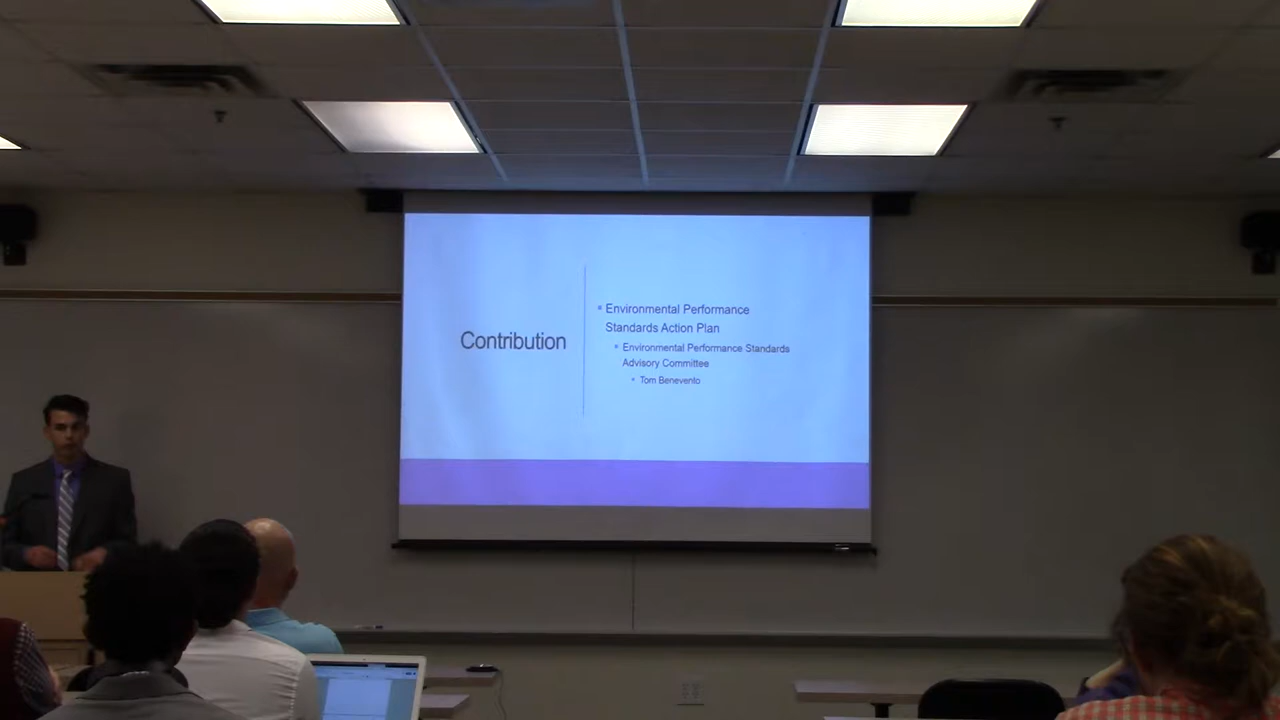 Contribution
Environmental Performance
Standards Action Plan
Environmental Performance Standards
Advisory Committee
Tom Benevento